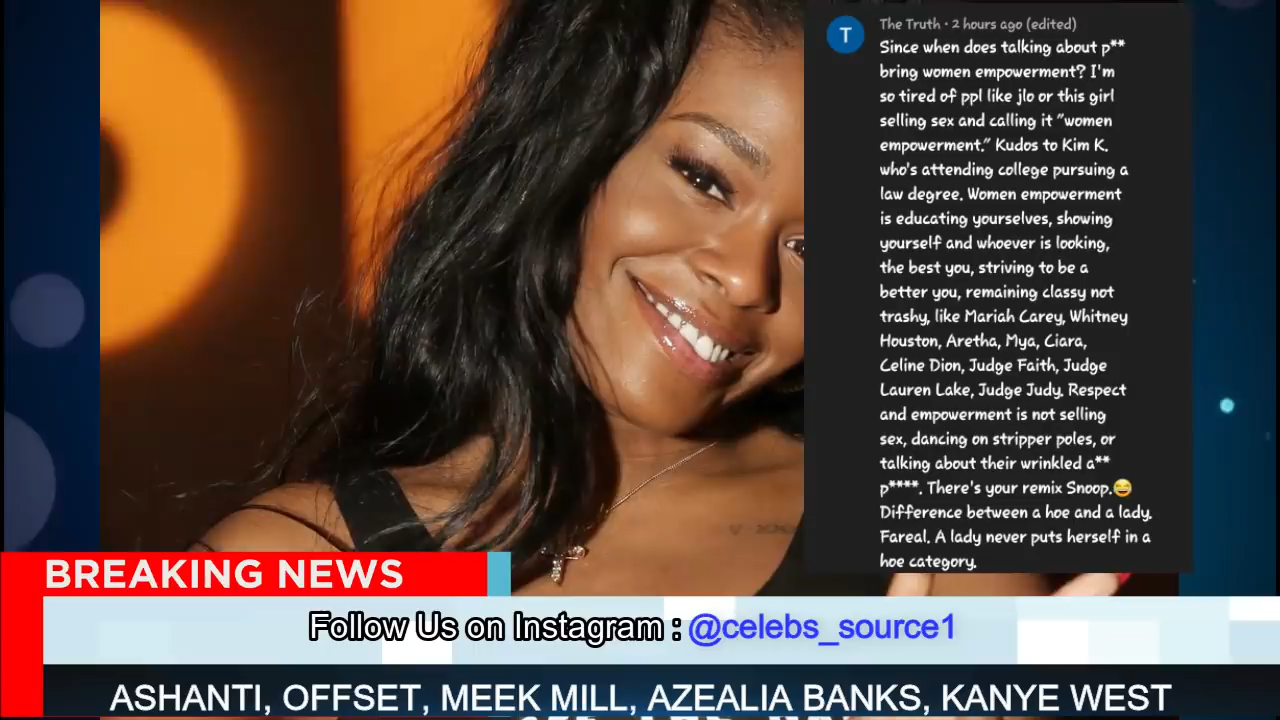 T
The Truth · 2 hours ago (edited)
Since when does talking about p**
bring women empowerment? I'm
so tired of ppl like jlo or this girl
selling sex and calling it "women
empowerment." Kudos to Kim K.
who's attending college pursuing a
law degree. Women empowerment
is educating yourselves, showing
yourself and whoever is looking,
the best you, striving to be a
better you, remaining classy not
trashy, like Mariah Carey, Whitney
Houston, Aretha, Mya, Ciara,
Celine Dion, Judge Faith, Judge
Lauren Lake, Judge Judy. Respect
and empowerment is not selling
sex, dancing on stripper poles, or
talking about their wrinkled a**
p****. There's your remix Snoop.😂
Difference between a hoe and a lady.
Fareal. A lady never puts herself in a
hoe category.
BREAKING NEWS
Follow Us on Instagram : @celebs_source1
ASHANTI, OFFSET, MEEK MILL, AZEALIA BANKS, KANYE WEST